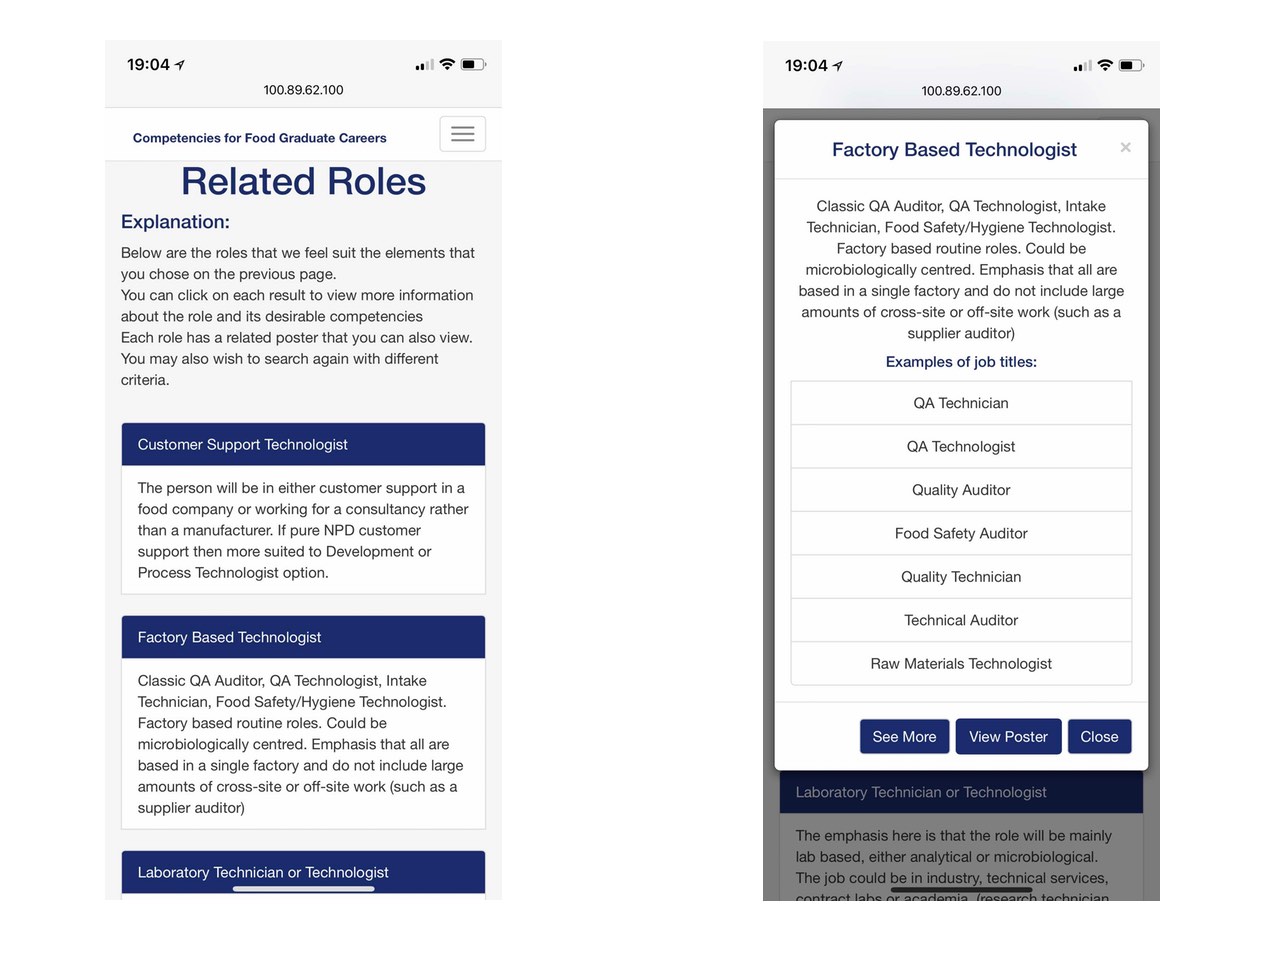 19:04
100.89.62.100
Competencies for Food Graduate Careers
Related Roles
Explanation:
Below are the roles that we feel suit the elements that
you chose on the previous page.
You can click on each result to view more information
about the role and its desirable competencies
Each role has a related poster that you can also view.
You may also wish to search again with different
criteria.
Customer Support Technologist
The person will be in either customer support in a
food company or working for a consultancy rather
than a manufacturer. If pure NPD customer
support then more suited to Development or
Process Technologist option.
Factory Based Technologist
Classic QA Auditor, QA Technologist, Intake
Technician, Food Safety/Hygiene Technologist.
Factory based routine roles. Could be
microbiologically centred. Emphasis that all are
based in a single factory and do not include large
amounts of cross-site or off-site work (such as a
supplier auditor)
Laboratory Technician or Technologist
19:04
100.89.62.100
Factory Based Technologist
×
Classic QA Auditor, QA Technologist, Intake
Technician, Food Safety/Hygiene Technologist.
Factory based routine roles. Could be
microbiologically centred. Emphasis that all are
based in a single factory and do not include large
amounts of cross-site or off-site work (such as a
supplier auditor)
Examples of job titles:
QA Technician
QA Technologist
Quality Auditor
Food Safety Auditor
Quality Technician
Technical Auditor
Raw Materials Technologist
See More
View Poster
Close
Laboratory Technician or Technologist
The emphasis here is that the role will be mainly
lab based, either analytical or microbiological.
The job could be in industry, technical services,
contract labs or academia. (research technician